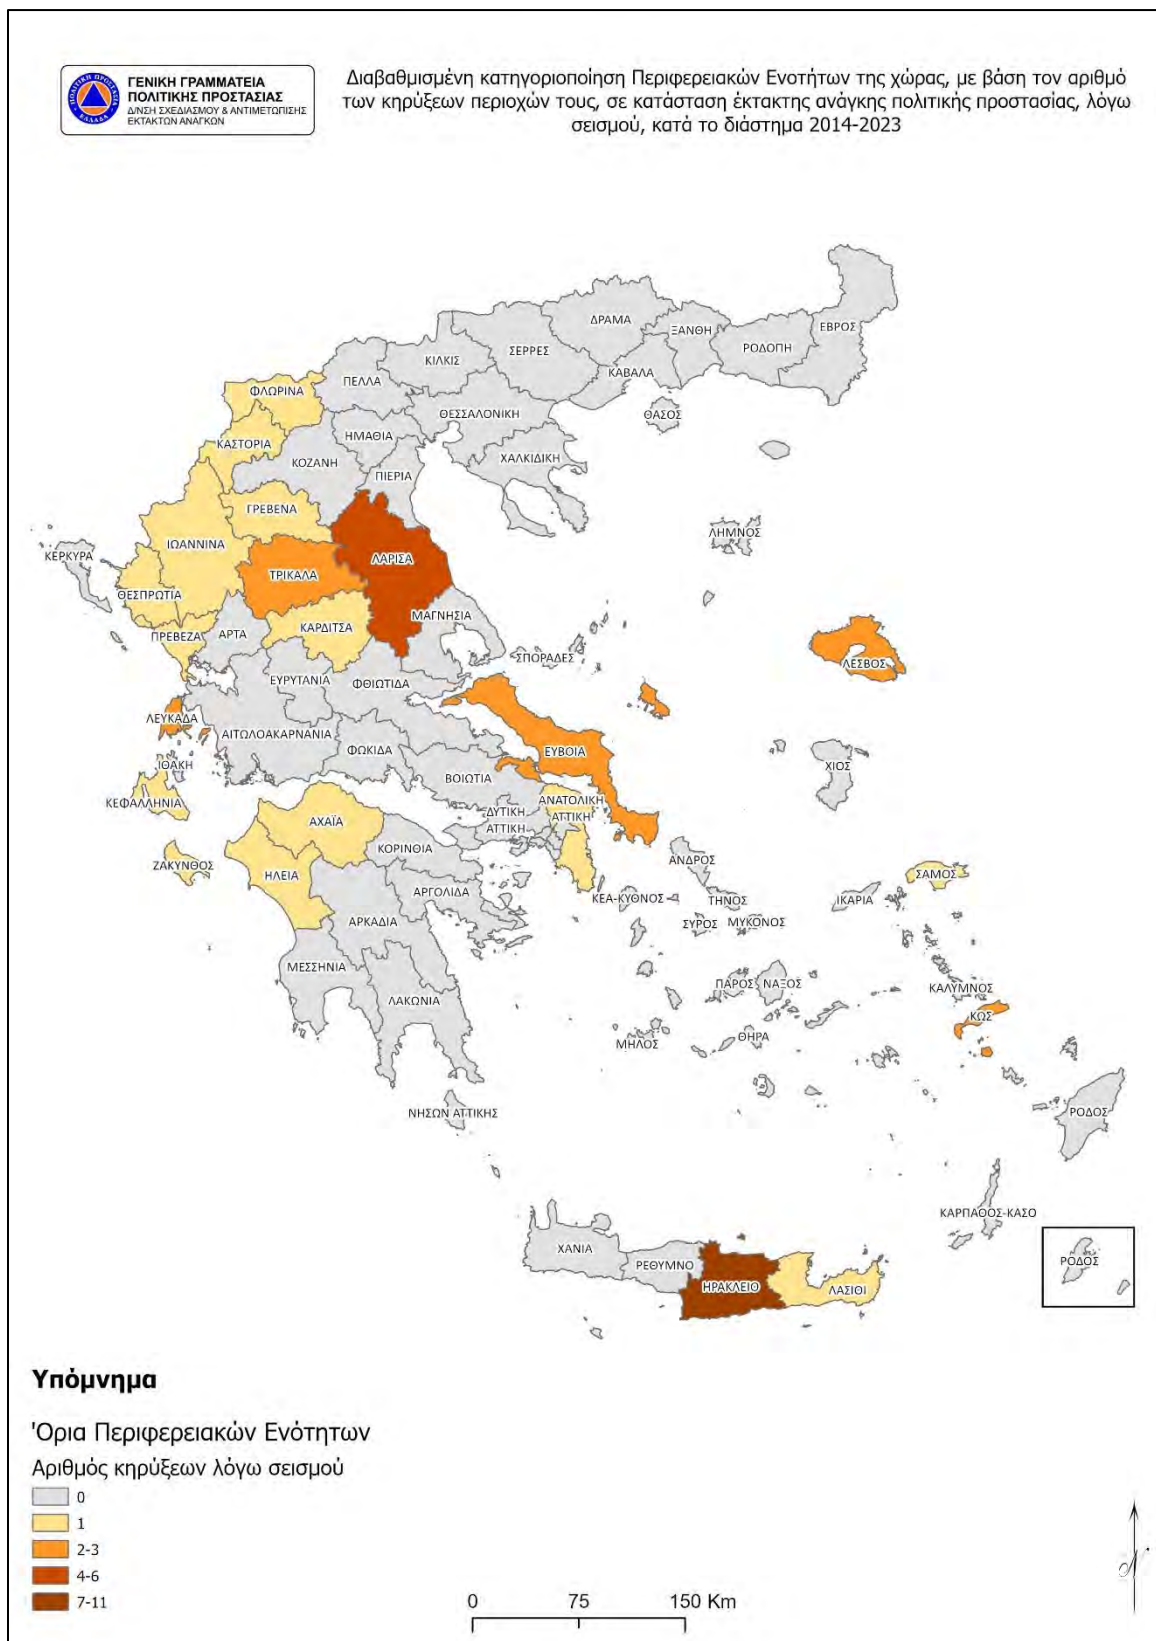 ΓΕΝΙΚΗ ΓΡΑΜΜΑΤΕΙΑ
ΠΟΛΙΤΙΚΗΣ ΠΡΟΣΤΑΣΙΑΣ
Δ/ΝΣΗ ΣΧΕΔΙΑΣΜΟΥ & ΑΝΤΙΜΕΤΩΠΙΣΗΣ
ΕΚΤΑΚΤΩΝ ΑΝΑΓΚΩΝ
ΠΟΛΙΤΙΚΗ ΠΡΟΣΤΑΣΙΑ
ΕΛΛΑΔΑ
Διαβαθμισμένη κατηγοριοποίηση Περιφερειακών Ενοτήτων της χώρας, με βάση τον αριθμό
των κηρύξεων περιοχών τους, σε κατάσταση έκτακτης ανάγκης πολιτικής προστασίας, λόγω
σεισμού, κατά το διάστημα 2014-2023
ΔΡΑΜΑ
ΞΑΝΘΗ
ΕΒΡΟΣ
ΡΟΔΟΠΗ
ΣΕΡΡΕΣ
ΚΙΛΚΙΣ
ΚΑΒΑΛΑ
ΠΕΛΛΑ
ΦΛΩΡΙΝΑ
ΘΕΣΣΑΛΟΝΙΚΗ
ΘΑΣΟΣ
ΗΜΑΘΙΑ
ΚΑΣΤΟΡΙΑ
ΚΟΖΑΝΗ
ΧΑΛΚΙΔΙΚΗ
ΠΙΕΡΙΑ
ΓΡΕΒΕΝΑ
ΛΗΜΝΟΣ
ΙΩΑΝΝΙΝΑ
ΚΕΡΚΥΡΑ
ΛΑΡΙΣΑ
ΤΡΙΚΑΛΑ
ΘΕΣΠΡΩΤΙΑ
ΜΑΓΝΗΣΙΑ
ΚΑΡΔΙΤΣΑ
ΠΡΕΒΕΖΑ
ΑΡΤΑ
ΣΠΟΡΑΔΕΣ
ΛΕΣΒΟΣ
ΕΥΡΥΤΑΝΙΑ
ΦΘΙΩΤΙΔΑ
ΛΕΥΚΑΔΑ
ΑΙΤΩΛΟΑΚΑΡΝΑΝΙΑ
ΦΩΚΙΔΑ
ΕΥΒΟΙΑ
ΙΘΑΚΗ
ΒΟΙΩΤΙΑ
ΧΙΟΣ
ΚΕΦΑΛΛΗΝΙΑ
ΑΝΑΤΟΛΙΚΗ
ΑΤΤΙΚΗ
ΔΥΤΙΚΗ
ΑΤΤΙΚΗ
ΑΧΑΪΑ
ΚΟΡΙΝΘΙΑ
ΑΝΔΡΟΣ
ΖΑΚΥΝΘΟΣ
ΗΛΕΙΑ
ΣΑΜΟΣ
ΑΡΓΟΛΙΔΑ
ΚΕΑ-ΚΥΘΝΟΣ
ΤΗΝΟΣ
ΙΚΑΡΙΑ
ΑΡΚΑΔΙΑ
ΣΥΡΟΣ
ΜΥΚΟΝΟΣ
ΜΕΣΣΗΝΙΑ
ΠΑΡΟΣ
ΝΑΞΟΣ
ΚΑΛΥΜΝΟΣ
ΛΑΚΩΝΙΑ
ΚΩΣ
ΜΗΛΟΣ
ΘΗΡΑ
ΝΗΣΩΝ ΑΤΤΙΚΗΣ
ΡΟΔΟΣ
ΚΑΡΠΑΘΟΣ-ΚΑΣΟ
ΧΑΝΙΑ
ΡΕΘΥΜΝΟ
ΗΡΑΚΛΕΙΟ
ΛΑΣΙΘΙ
ΡΟΔΟΣ
Υπόμνημα
'Ορια Περιφερειακών Ενότητων
Αριθμός κηρύξεων λόγω σεισμού
0
1
2-3
4-6
7-11
0 75 150 Km
N